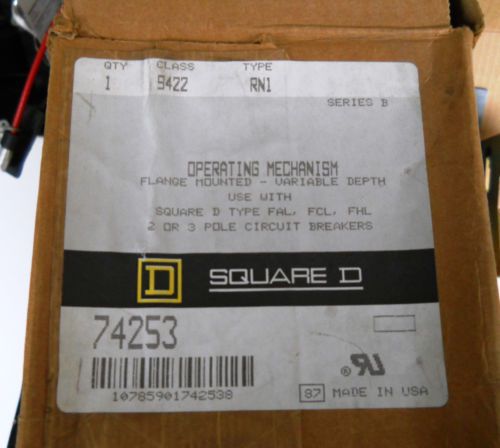 QTY CLASS TYPE
1 9422 RN1
SERIES B
OPERATING MECHANISM
FLANGE MOUNTED - VARIABLE DEPTH
USE WITH
SQUARE D TYPE FAL, FCL, FHL
2 OR 3 POLE CIRCUIT BREAKERS
D SQUARE D
74253
10785901742538
87 MADE IN USA